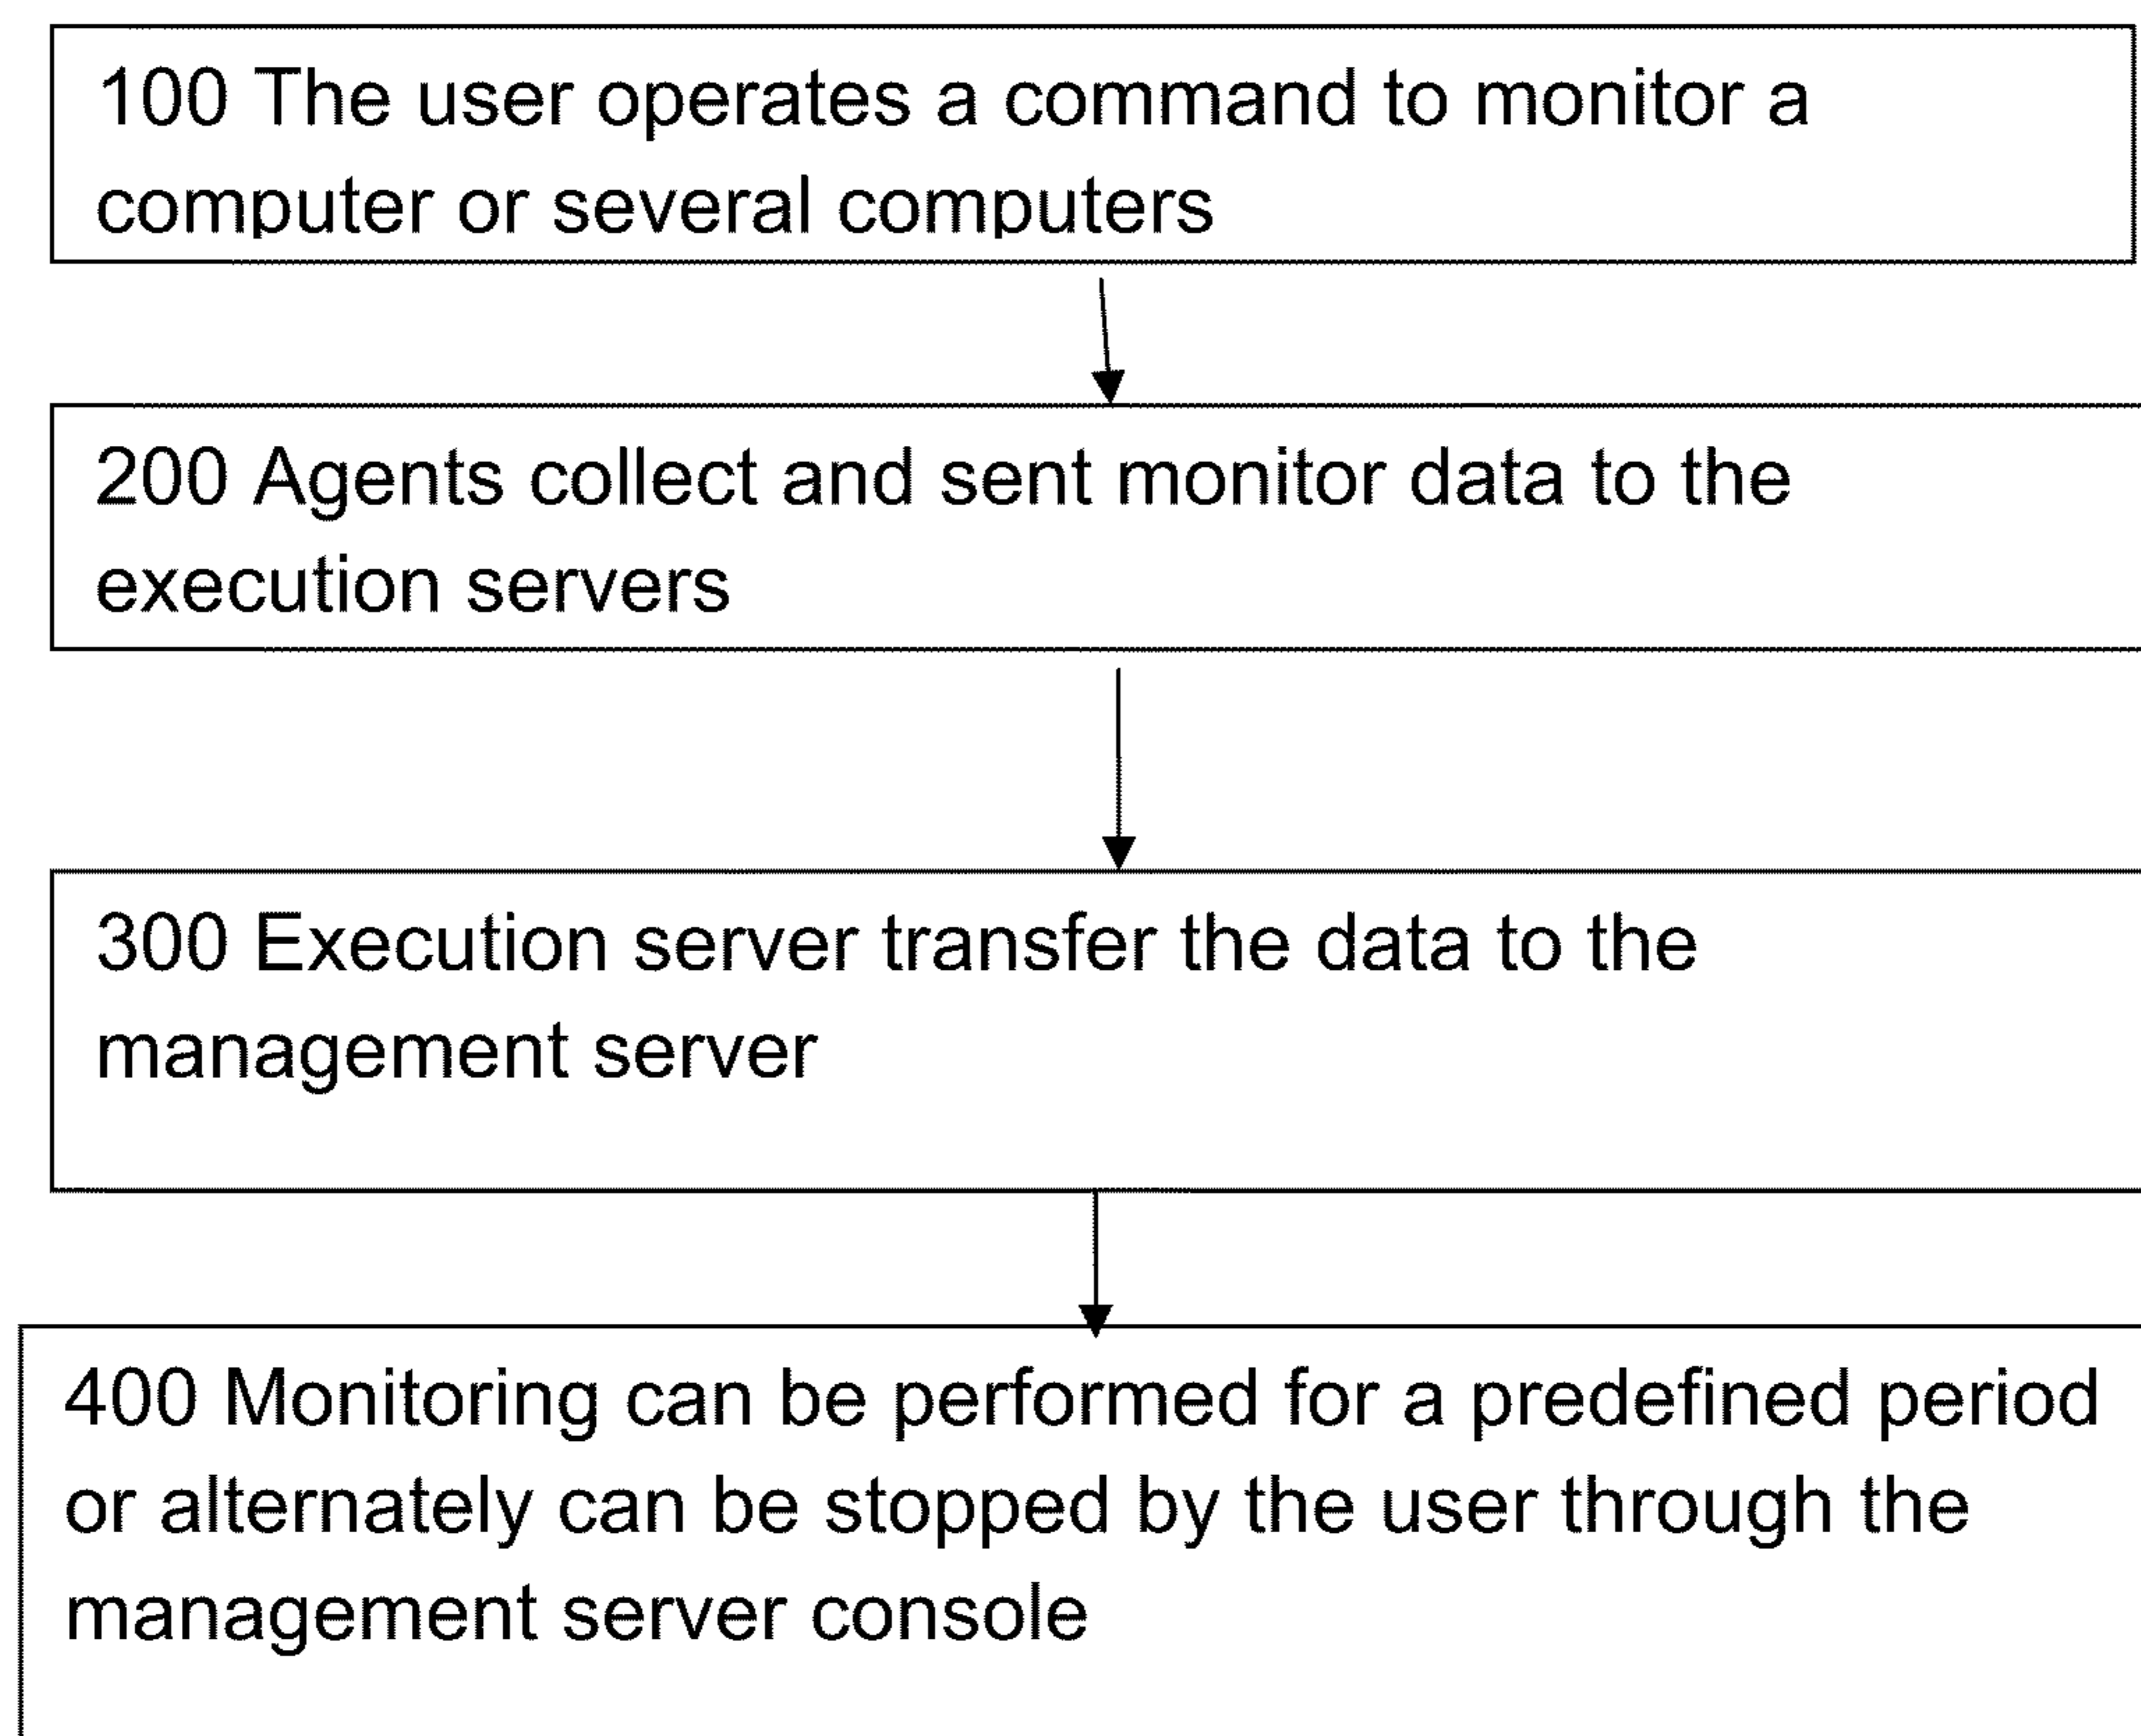 100 The user operates a command to monitor a
computer or several computers
200 Agents collect and sent monitor data to the
execution servers
300 Execution server transfer the data to the
management server
400 Monitoring can be performed for a predefined period
or alternately can be stopped by the user through the
management server console